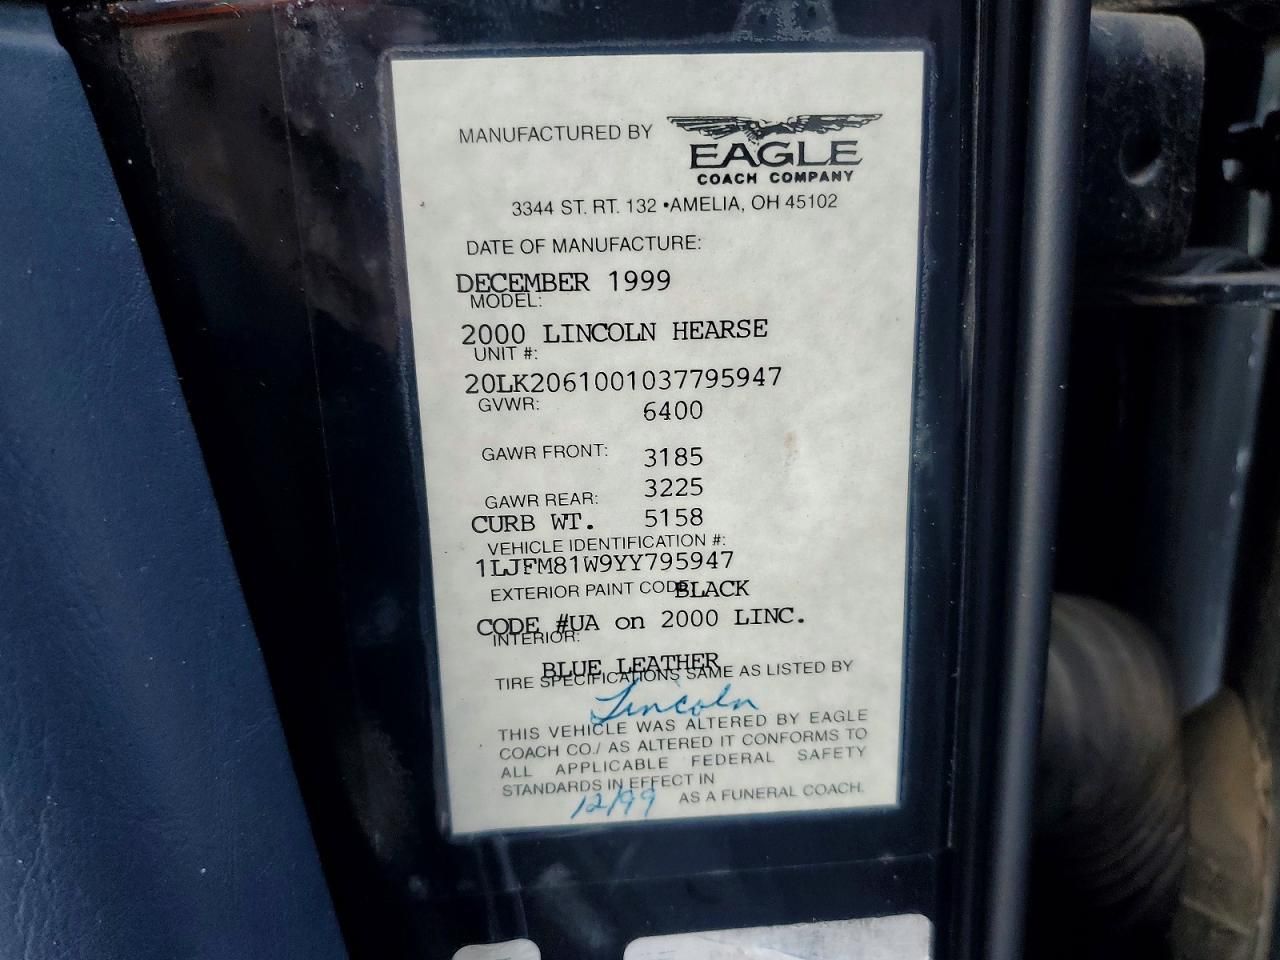 MANUFACTURED BY EAGLE
COACH COMPANY
3344 ST. RT. 132 •AMELIA, OH 45102
DATE OF MANUFACTURE:
DECEMBER 1999
MODEL:
2000 LINCOLN HEARSE
UNIT #:
20LK2061001037795947
GVWR: 6400
GAWR FRONT: 3185
GAWR REAR: 3225
CURB WT. 5158
VEHICLE IDENTIFICATION #:
1LJFM81W9YY795947
EXTERIOR PAINT CODE: BLACK
CODE #UA on 2000 LINC.
INTERIOR:
BLUE LEATHER
TIRE SPECIFICATIONS SAME AS LISTED BY
Lincoln
THIS VEHICLE WAS ALTERED BY EAGLE
COACH CO./ AS ALTERED IT CONFORMS TO
ALL APPLICABLE FEDERAL SAFETY
STANDARDS IN EFFECT IN
12/99 AS A FUNERAL COACH.